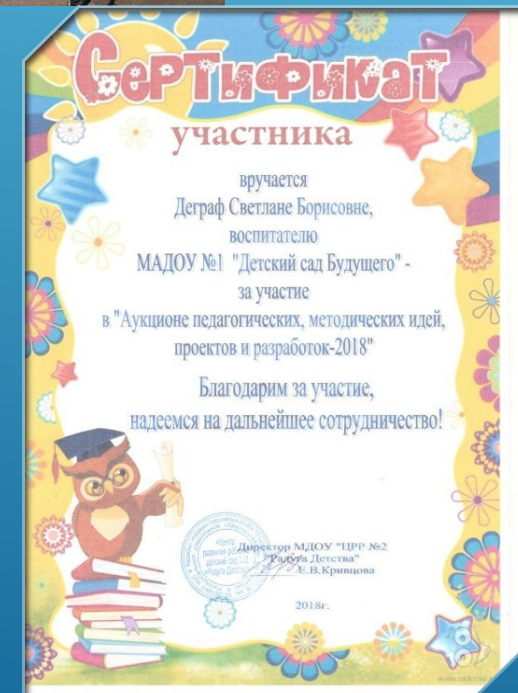 Сертификат
участника
вручается
Деграф Светлане Борисовне,
воспитателю
МАДОУ №1 "Детский сад Будущего" -
за участие
в "Аукционе педагогических, методических идей,
проектов и разработок-2018"
Благодарим за участие,
надеемся на дальнейшее сотрудничество!
Директор МДОУ "ЦРР №2
"Радуга Детства"
Е.В.Кривцова
2018г.